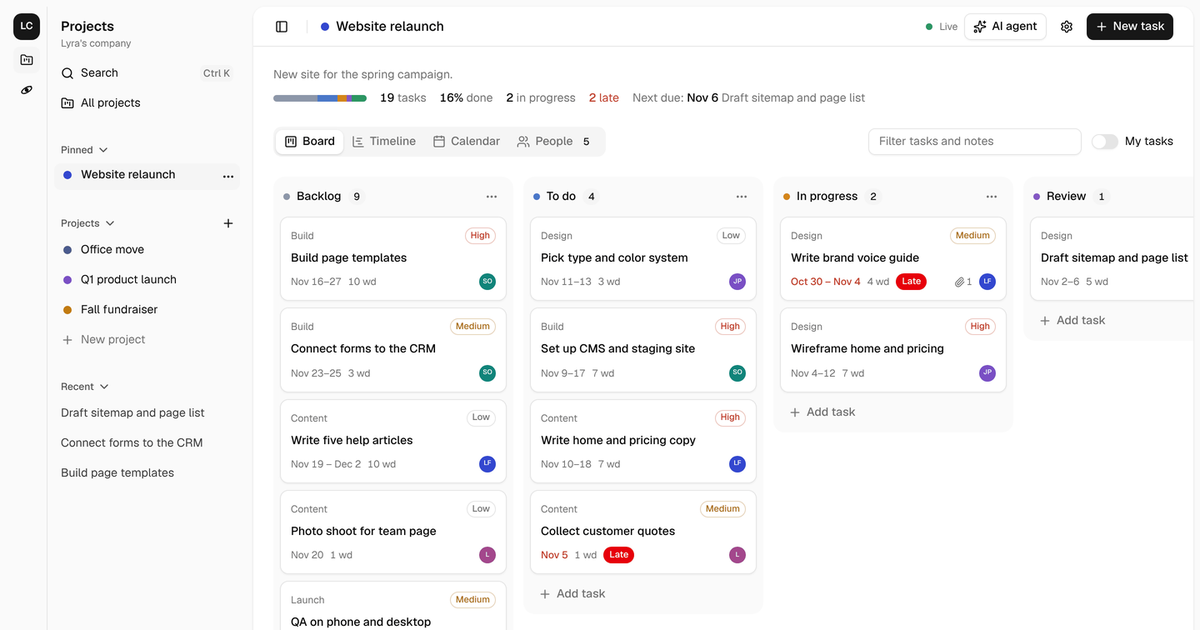 LC
Projects
Lyra's company
Search Ctrl K
All projects
Pinned
Website relaunch
Projects
Office move
Q1 product launch
Fall fundraiser
New project
Recent
Draft sitemap and page list
Connect forms to the CRM
Build page templates
Website relaunch
Live
AI agent
New task
New site for the spring campaign.
19 tasks 16% done 2 in progress 2 late Next due: Nov 6 Draft sitemap and page list
Board Timeline Calendar People 5
Filter tasks and notes
My tasks
Backlog 9
Build High
Build page templates
Nov 16–27 10 wd SO
Build Medium
Connect forms to the CRM
Nov 23–25 3 wd SO
Content Low
Write five help articles
Nov 19 – Dec 2 10 wd LF
Content Low
Photo shoot for team page
Nov 20 1 wd L
Launch Medium
QA on phone and desktop
To do 4
Design Low
Pick type and color system
Nov 11–13 3 wd JP
Build High
Set up CMS and staging site
Nov 9–17 7 wd SO
Content High
Write home and pricing copy
Nov 10–18 7 wd LF
Content Medium
Collect customer quotes
Nov 5 1 wd Late L
Add task
In progress 2
Design Medium
Write brand voice guide
Oct 30 – Nov 4 4 wd Late 1 LF
Design High
Wireframe home and pricing
Nov 4–12 7 wd JP
Add task
Review 1
Design
Draft sitemap and page list
Nov 2–6 5 wd
Add task